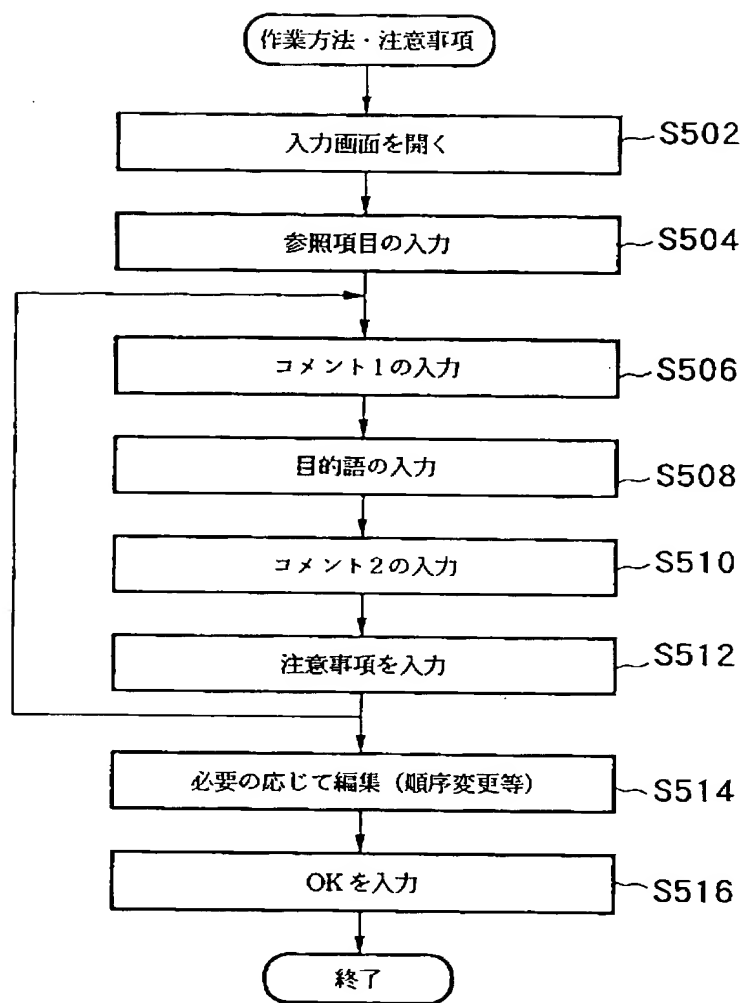 作業方法・注意事項
入力画面を開く
S502
参照項目の入力
S504
コメント1の入力
S506
目的語の入力
S508
コメント2の入力
S510
注意事項を入力
S512
必要の応じて編集（順序変更等）
S514
OKを入力
S516
終了